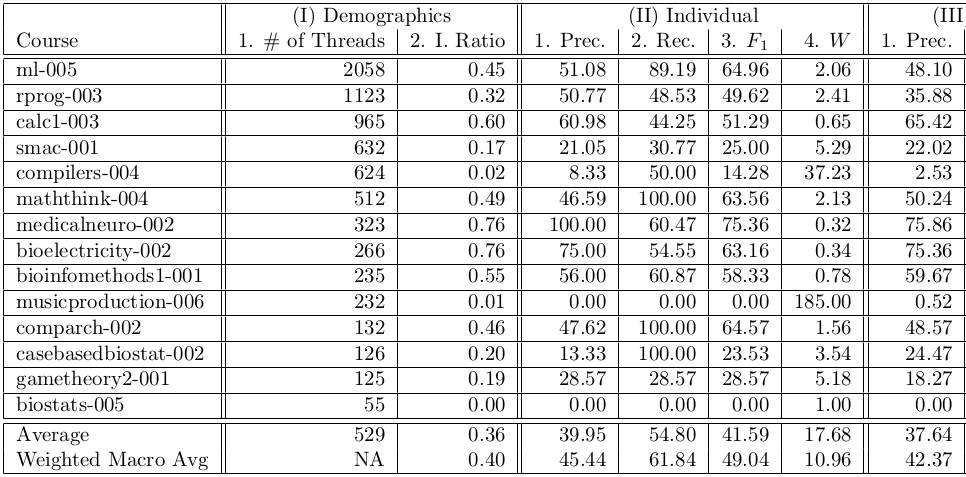 (I) Demographics (II) Individual (III
Course 1. # of Threads 2. I. Ratio 1. Prec. 2. Rec. 3. F1 4. W 1. Prec.
ml-005 2058 0.45 51.08 89.19 64.96 2.06 48.10
rprog-003 1123 0.32 50.77 48.53 49.62 2.41 35.88
calc1-003 965 0.60 60.98 44.25 51.29 0.65 65.42
smac-001 632 0.17 21.05 30.77 25.00 5.29 22.02
compilers-004 624 0.02 8.33 50.00 14.28 37.23 2.53
maththink-004 512 0.49 46.59 100.00 63.56 2.13 50.24
medicalneuro-002 323 0.76 100.00 60.47 75.36 0.32 75.86
bioelectricity-002 266 0.76 75.00 54.55 63.16 0.34 75.36
bioinfomethods1-001 235 0.55 56.00 60.87 58.33 0.78 59.67
musicproduction-006 232 0.01 0.00 0.00 0.00 185.00 0.52
comparch-002 132 0.46 47.62 100.00 64.57 1.56 48.57
casebasedbiostat-002 126 0.20 13.33 100.00 23.53 3.54 24.47
gametheory2-001 125 0.19 28.57 28.57 28.57 5.18 18.27
biostats-005 55 0.00 0.00 0.00 0.00 1.00 0.00
Average 529 0.36 39.95 54.80 41.59 17.68 37.64
Weighted Macro Avg NA 0.40 45.44 61.84 49.04 10.96 42.37